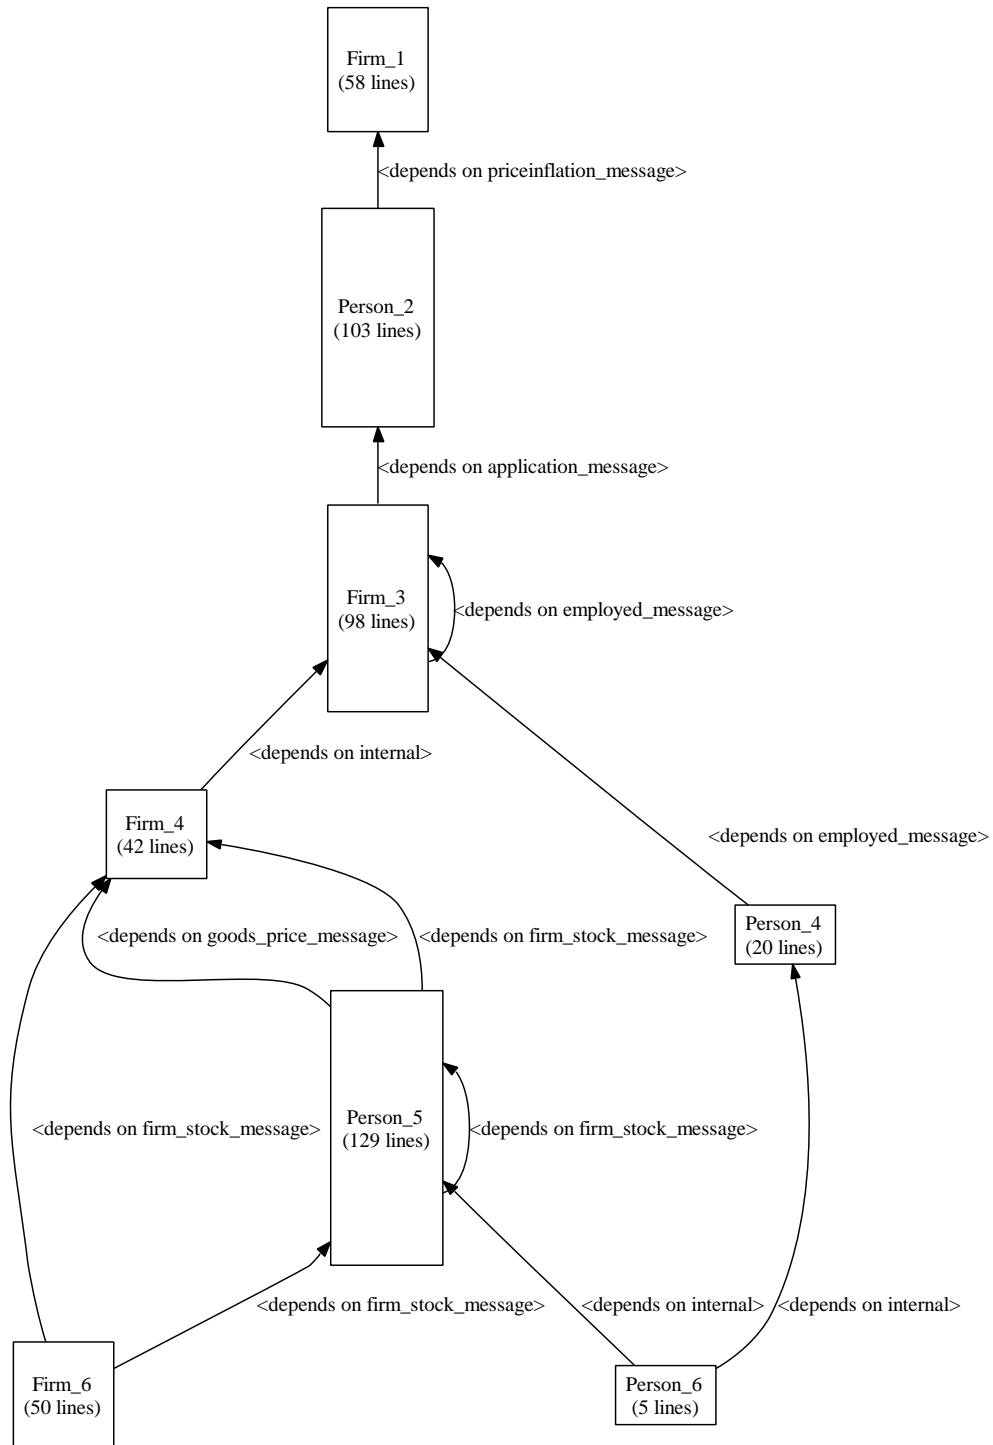 Firm_1
(58 lines)
<depends on priceinflation_message>
Person_2
(103 lines)
<depends on application_message>
Firm_3
(98 lines)
<depends on employed_message>
<depends on internal>
Firm_4
(42 lines)
<depends on employed_message>
Person_4
(20 lines)
<depends on goods_price_message>
<depends on firm_stock_message>
Person_5
(129 lines)
<depends on firm_stock_message>
<depends on firm_stock_message>
<depends on firm_stock_message>
<depends on internal>
<depends on internal>
Firm_6
(50 lines)
Person_6
(5 lines)